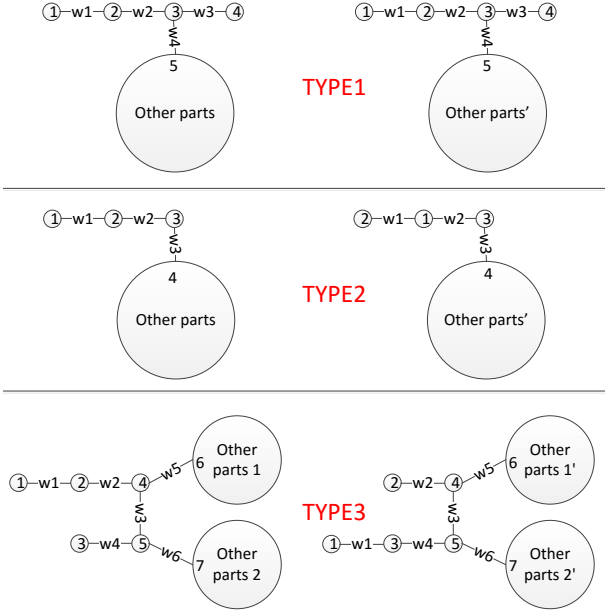 1 w1 2 w2 3 w3 4 1 w1 2 w2 3 w3 4
w4 w4
5 5
TYPE1
Other parts Other parts’
1 w1 2 w2 3 2 w1 1 w2 3
w3 w3
4 4
TYPE2
Other parts Other parts’
Other Other
parts 1 parts 1'
1 w1 2 w2 4 w5 6 2 w2 4 w5 6
w3 w3
TYPE3
3 w4 5 w6 7 1 w1 3 w4 5 w6 7
Other Other
parts 2 parts 2'